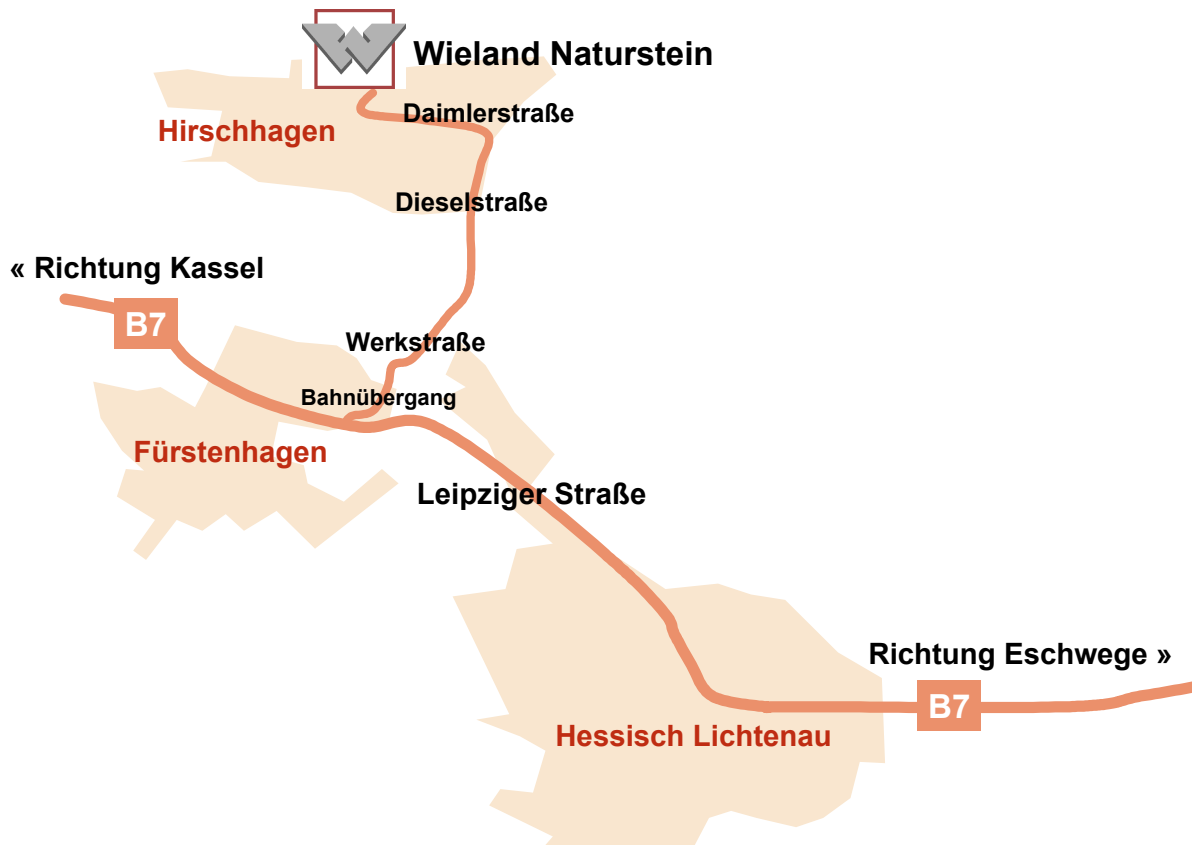 Wieland Naturstein
Daimlerstraße
Hirschhagen
Dieselstraße
« Richtung Kassel
B7
Werkstraße
Bahnübergang
Fürstenhagen
Leipziger Straße
Richtung Eschwege »
B7
Hessisch Lichtenau